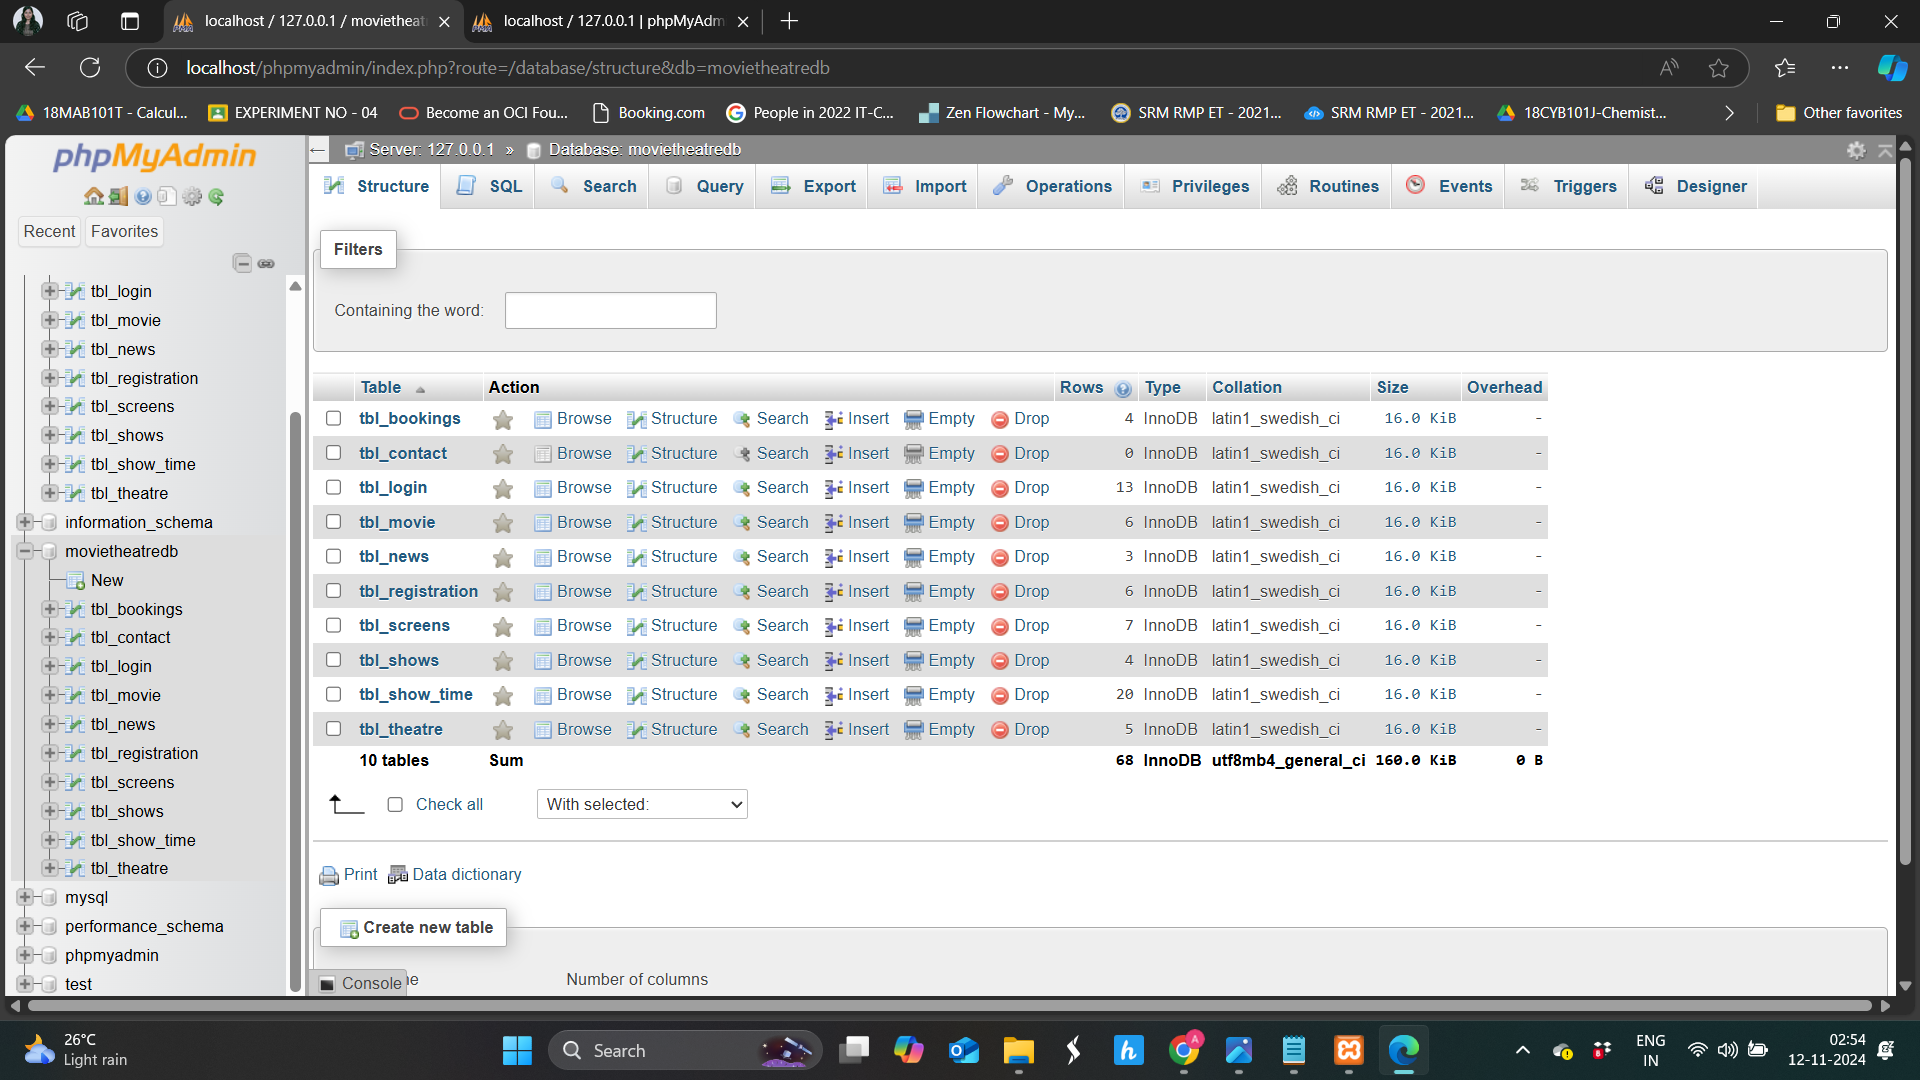 localhost / 127.0.0.1 / movietheat
localhost / 127.0.0.1 | phpMyAdm
localhost/phpmyadmin/index.php?route=/database/structure&db=movietheatredb
18MAB101T - Calcul...
EXPERIMENT NO - 04
Become an OCI Fou...
Booking.com
People in 2022 IT-C...
Zen Flowchart - My...
SRM RMP ET - 2021...
SRM RMP ET - 2021...
18CYB101J-Chemist...
Other favorites
phpMyAdmin
Recent
Favorites
tbl_login
tbl_movie
tbl_news
tbl_registration
tbl_screens
tbl_shows
tbl_show_time
tbl_theatre
information_schema
movietheatredb
New
tbl_bookings
tbl_contact
tbl_login
tbl_movie
tbl_news
tbl_registration
tbl_screens
tbl_shows
tbl_show_time
tbl_theatre
mysql
performance_schema
phpmyadmin
test
Server: 127.0.0.1 » Database: movietheatredb
Structure SQL Search Query Export Import Operations Privileges Routines Events Triggers Designer
Filters
Containing the word:
Table Action Rows Type Collation Size Overhead
tbl_bookings Browse Structure Search Insert Empty Drop 4 InnoDB latin1_swedish_ci 16.0 KiB -
tbl_contact Browse Structure Search Insert Empty Drop 0 InnoDB latin1_swedish_ci 16.0 KiB -
tbl_login Browse Structure Search Insert Empty Drop 13 InnoDB latin1_swedish_ci 16.0 KiB -
tbl_movie Browse Structure Search Insert Empty Drop 6 InnoDB latin1_swedish_ci 16.0 KiB -
tbl_news Browse Structure Search Insert Empty Drop 3 InnoDB latin1_swedish_ci 16.0 KiB -
tbl_registration Browse Structure Search Insert Empty Drop 6 InnoDB latin1_swedish_ci 16.0 KiB -
tbl_screens Browse Structure Search Insert Empty Drop 7 InnoDB latin1_swedish_ci 16.0 KiB -
tbl_shows Browse Structure Search Insert Empty Drop 4 InnoDB latin1_swedish_ci 16.0 KiB -
tbl_show_time Browse Structure Search Insert Empty Drop 20 InnoDB latin1_swedish_ci 16.0 KiB -
tbl_theatre Browse Structure Search Insert Empty Drop 5 InnoDB latin1_swedish_ci 16.0 KiB -
10 tables Sum 68 InnoDB utf8mb4_general_ci 160.0 KiB 0 B
Check all With selected:
Print Data dictionary
Create new table
Number of columns
Console
26°C
Light rain
Search
ENG
IN
02:54
12-11-2024